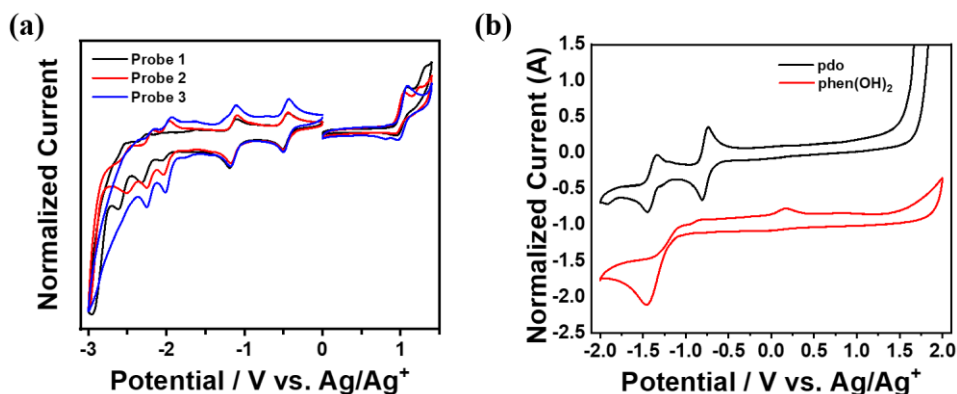 (a)
Probe 1
Probe 2
Probe 3
Normalized Current
-3 -2 -1 0 1
Potential / V vs. Ag/Ag⁺
(b)
pdo
phen(OH)₂
Normalized Current (A)
1.5
1.0
0.5
0.0
-0.5
-1.0
-1.5
-2.0
-2.5
-2.0 -1.5 -1.0 -0.5 0.0 0.5 1.0 1.5 2.0
Potential / V vs. Ag/Ag⁺